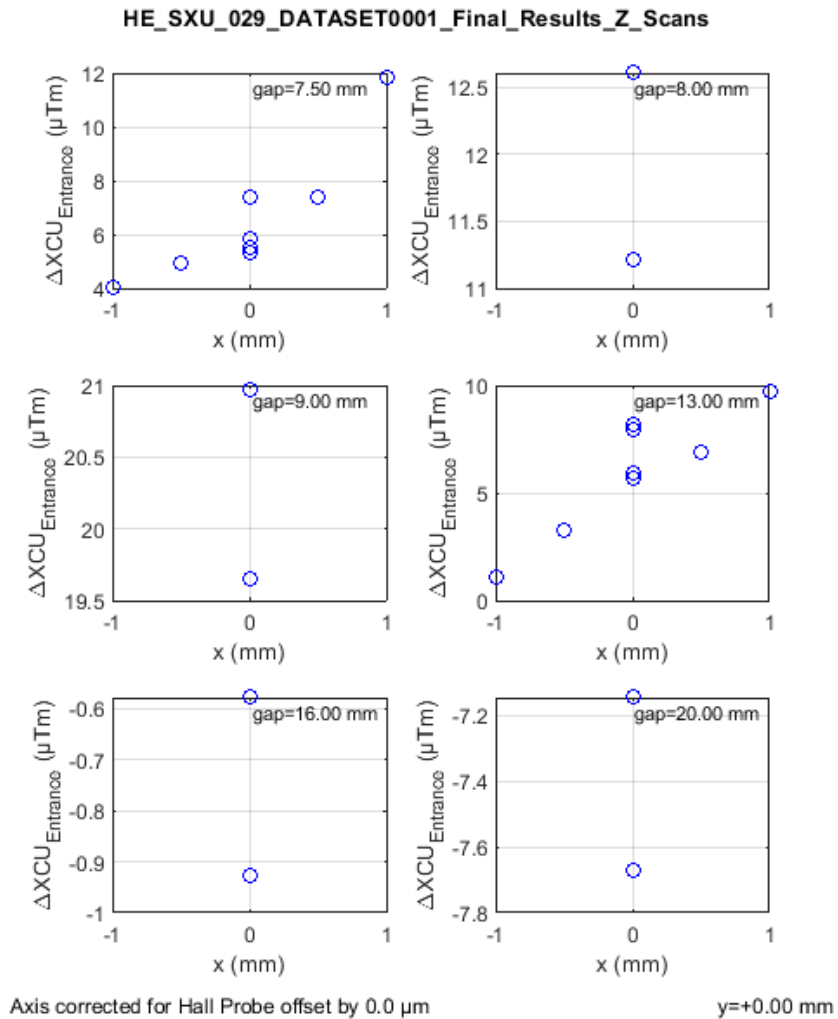 HE_SXU_029_DATASET0001_Final_Results_Z_Scans
gap=7.50 mm
12
10
8
6
4
-1
0
1
x (mm)
ΔXCU_Entrance (μTm)
gap=8.00 mm
12.5
12
11.5
11
-1
0
1
x (mm)
ΔXCU_Entrance (μTm)
gap=9.00 mm
21
20.5
20
19.5
-1
0
1
x (mm)
ΔXCU_Entrance (μTm)
gap=13.00 mm
10
5
0
-1
0
1
x (mm)
ΔXCU_Entrance (μTm)
gap=16.00 mm
-0.6
-0.7
-0.8
-0.9
-1
-1
0
1
x (mm)
ΔXCU_Entrance (μTm)
gap=20.00 mm
-7.2
-7.4
-7.6
-7.8
-1
0
1
x (mm)
ΔXCU_Entrance (μTm)
Axis corrected for Hall Probe offset by 0.0 μm
y=+0.00 mm